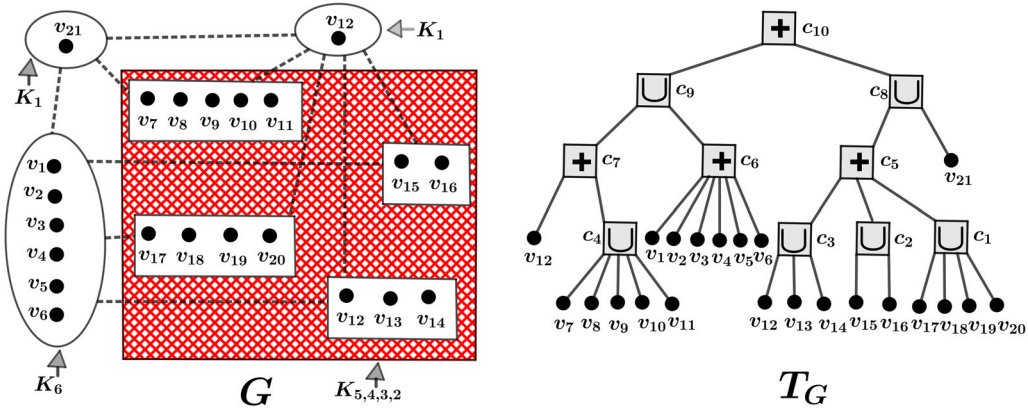 v21
v12
K1
K1
v7 v8 v9 v10 v11
v1
v2
v3
v4
v5
v6
v15 v16
v17 v18 v19 v20
v12 v13 v14
K6
G
K5,4,3,2
+ c10
∪ c9
c8 ∪
+ c7
+ c6
+ c5
v21
v12
c4 ∪
v1 v2 v3 v4 v5 v6
∪ c3
∪ c2
∪ c1
v7 v8 v9 v10 v11
v12 v13 v14 v15 v16 v17 v18 v19 v20
TG